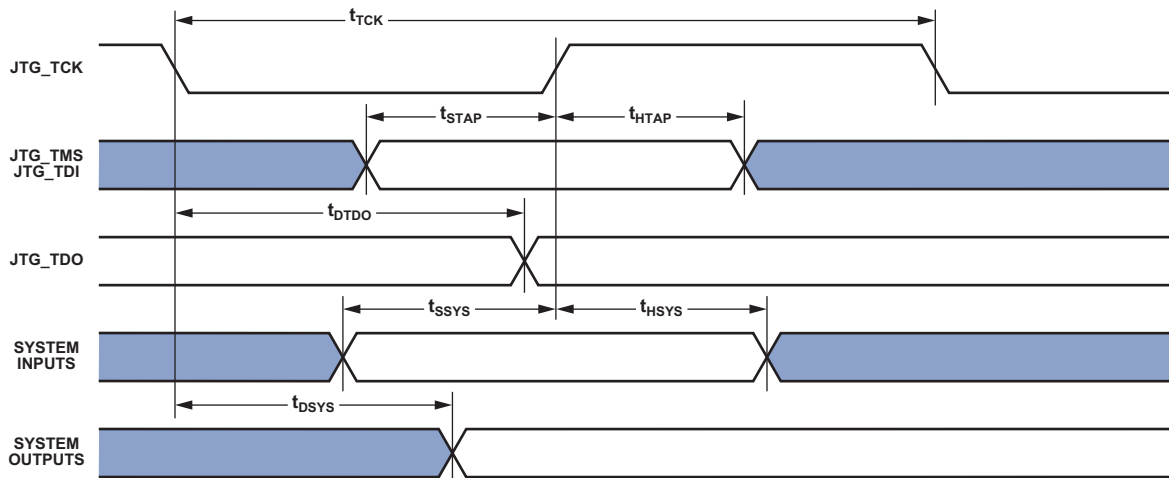 tTCK
JTG_TCK
tSTAP tHTAP
JTG_TMS
JTG_TDI
tDTDO
JTG_TDO
tSSYS tHSYS
SYSTEM
INPUTS
tDSYS
SYSTEM
OUTPUTS